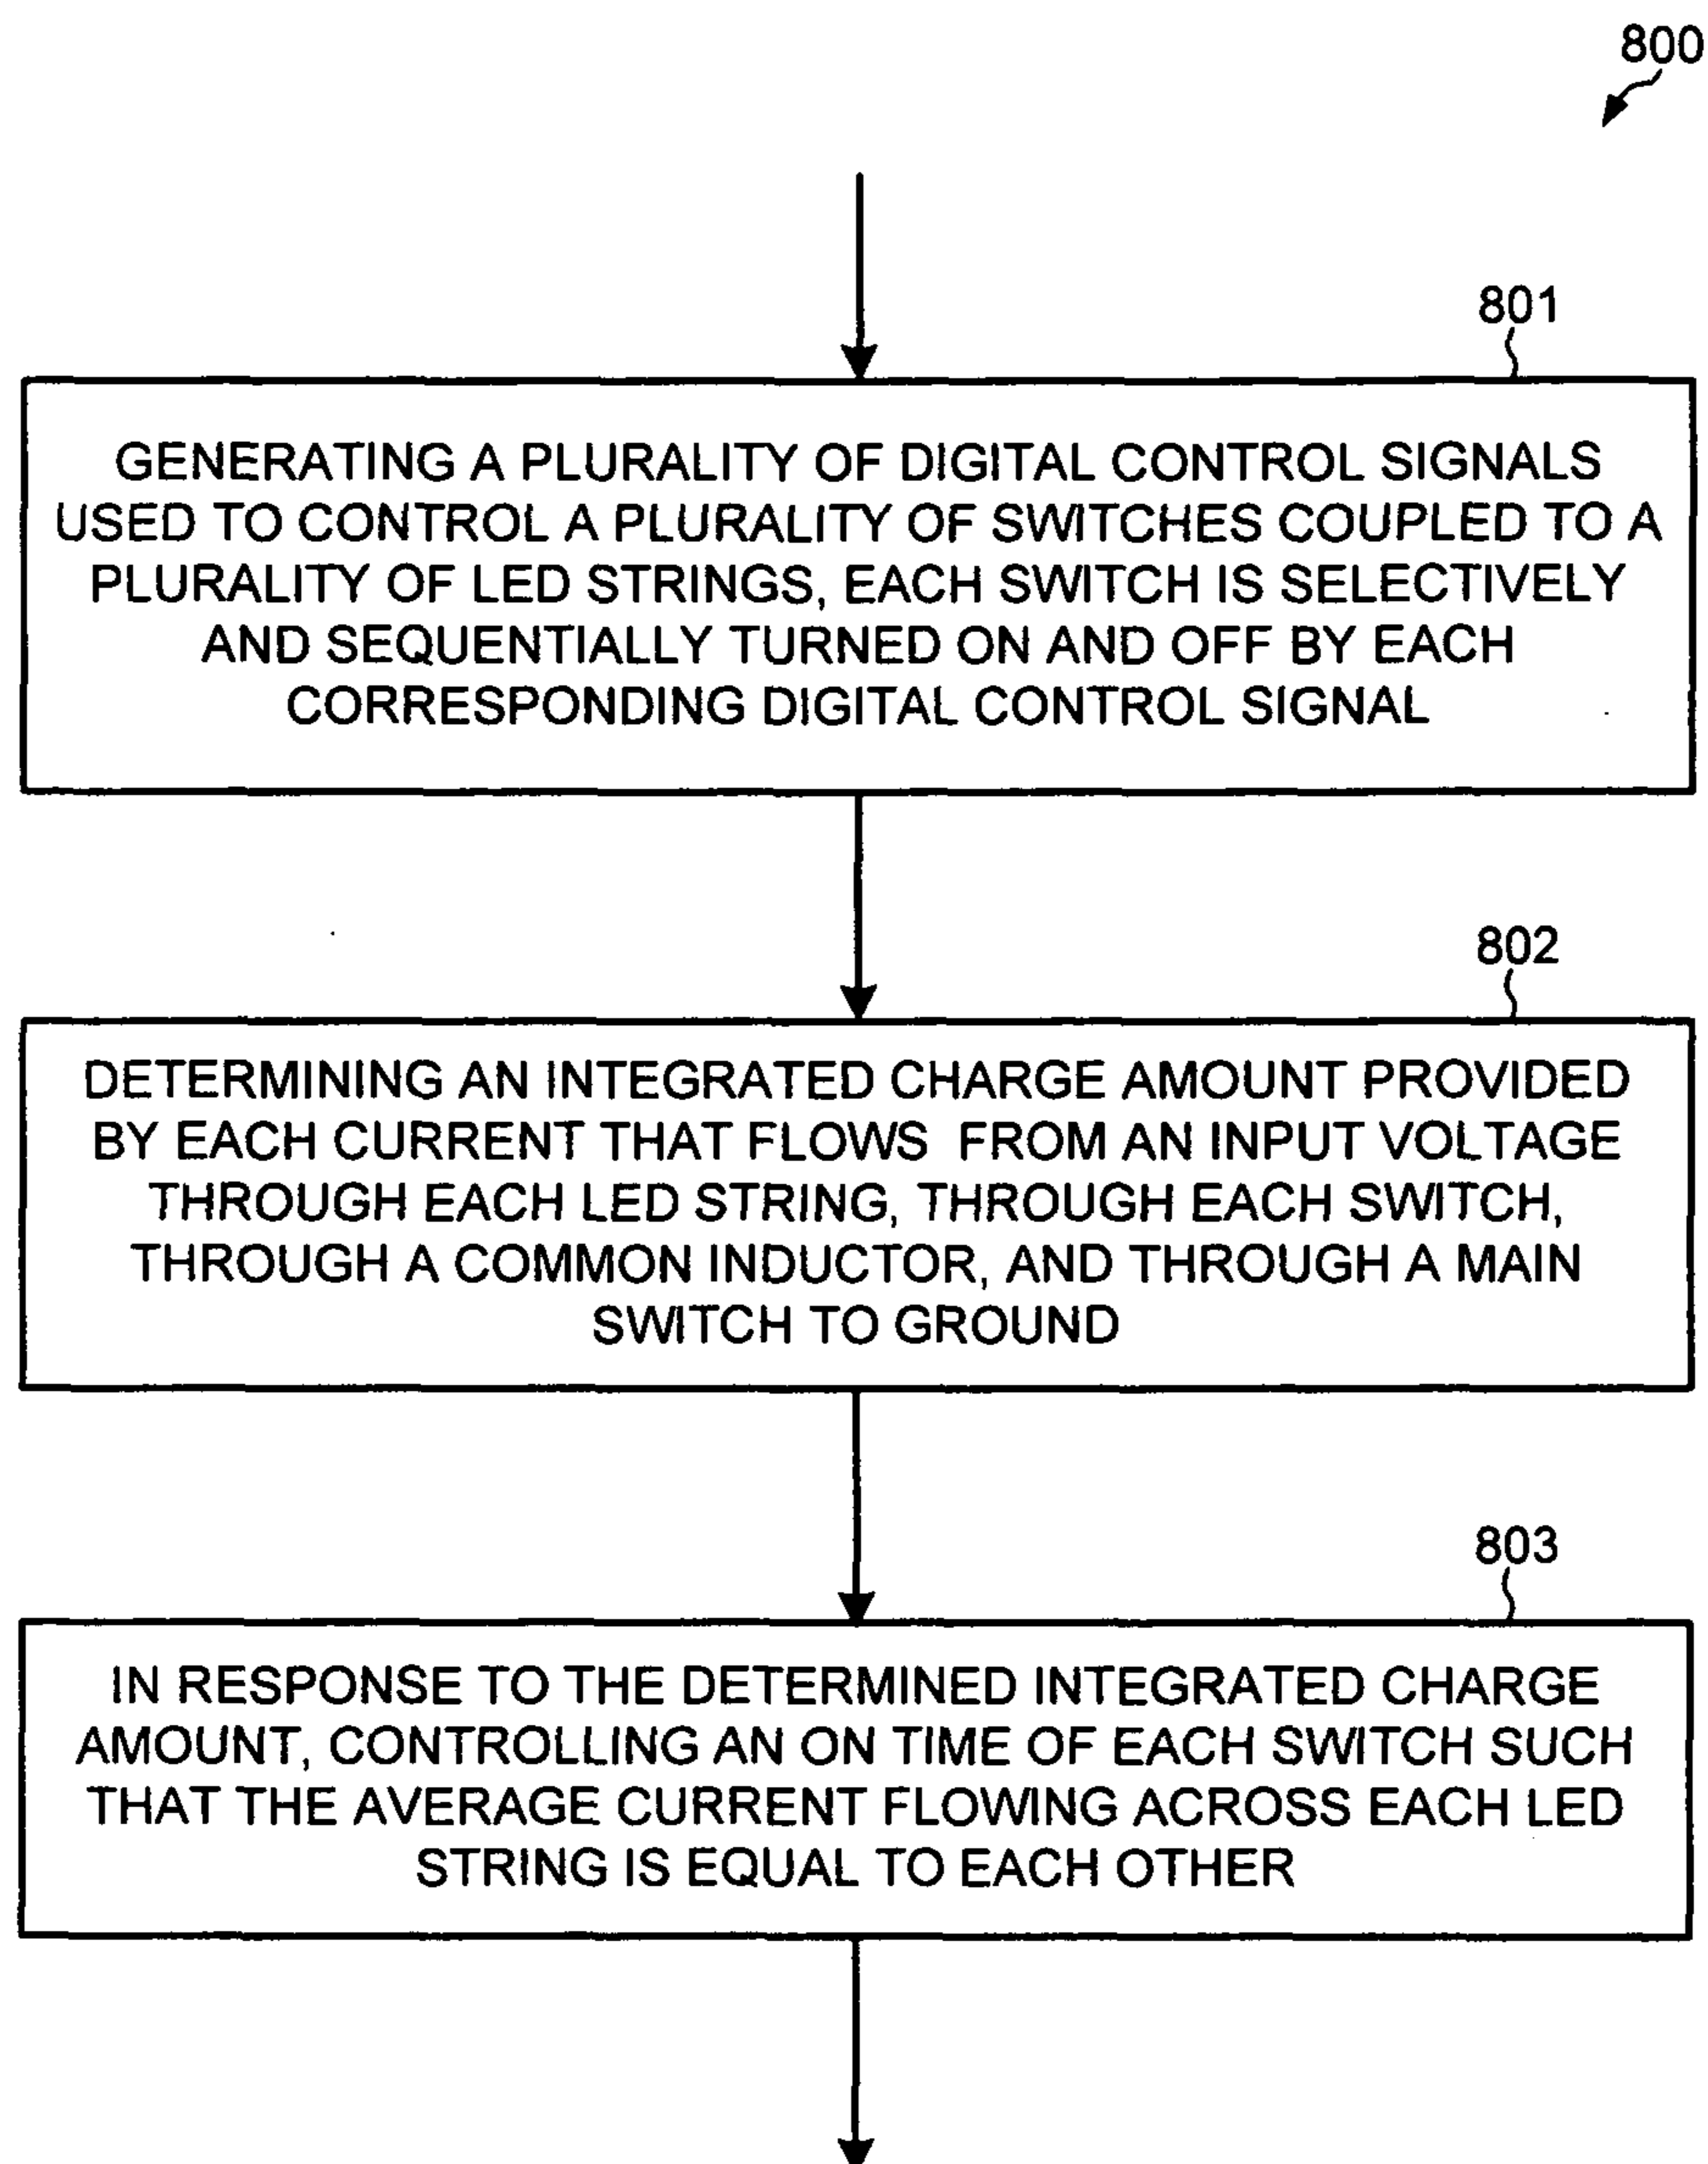 800
801
GENERATING A PLURALITY OF DIGITAL CONTROL SIGNALS
USED TO CONTROL A PLURALITY OF SWITCHES COUPLED TO A
PLURALITY OF LED STRINGS, EACH SWITCH IS SELECTIVELY
AND SEQUENTIALLY TURNED ON AND OFF BY EACH
CORRESPONDING DIGITAL CONTROL SIGNAL
802
DETERMINING AN INTEGRATED CHARGE AMOUNT PROVIDED
BY EACH CURRENT THAT FLOWS FROM AN INPUT VOLTAGE
THROUGH EACH LED STRING, THROUGH EACH SWITCH,
THROUGH A COMMON INDUCTOR, AND THROUGH A MAIN
SWITCH TO GROUND
803
IN RESPONSE TO THE DETERMINED INTEGRATED CHARGE
AMOUNT, CONTROLLING AN ON TIME OF EACH SWITCH SUCH
THAT THE AVERAGE CURRENT FLOWING ACROSS EACH LED
STRING IS EQUAL TO EACH OTHER